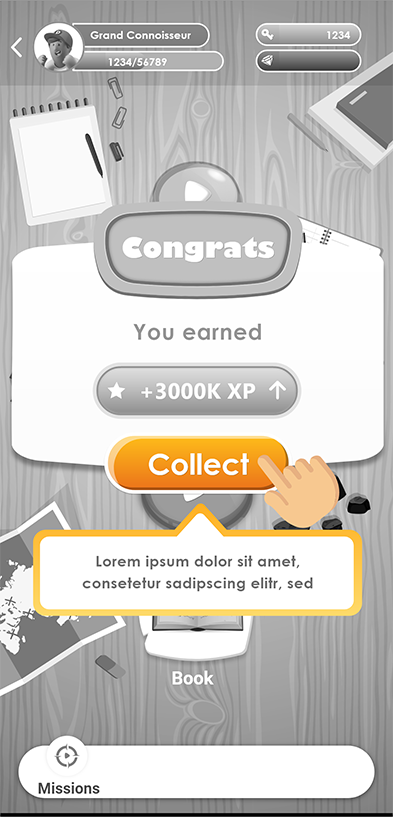 Grand Connoisseur
1234
1234/56789
Congrats
You earned
+3000K XP
Collect
Lorem ipsum dolor sit amet,
consetetur sadipscing elitr, sed
Book
Missions